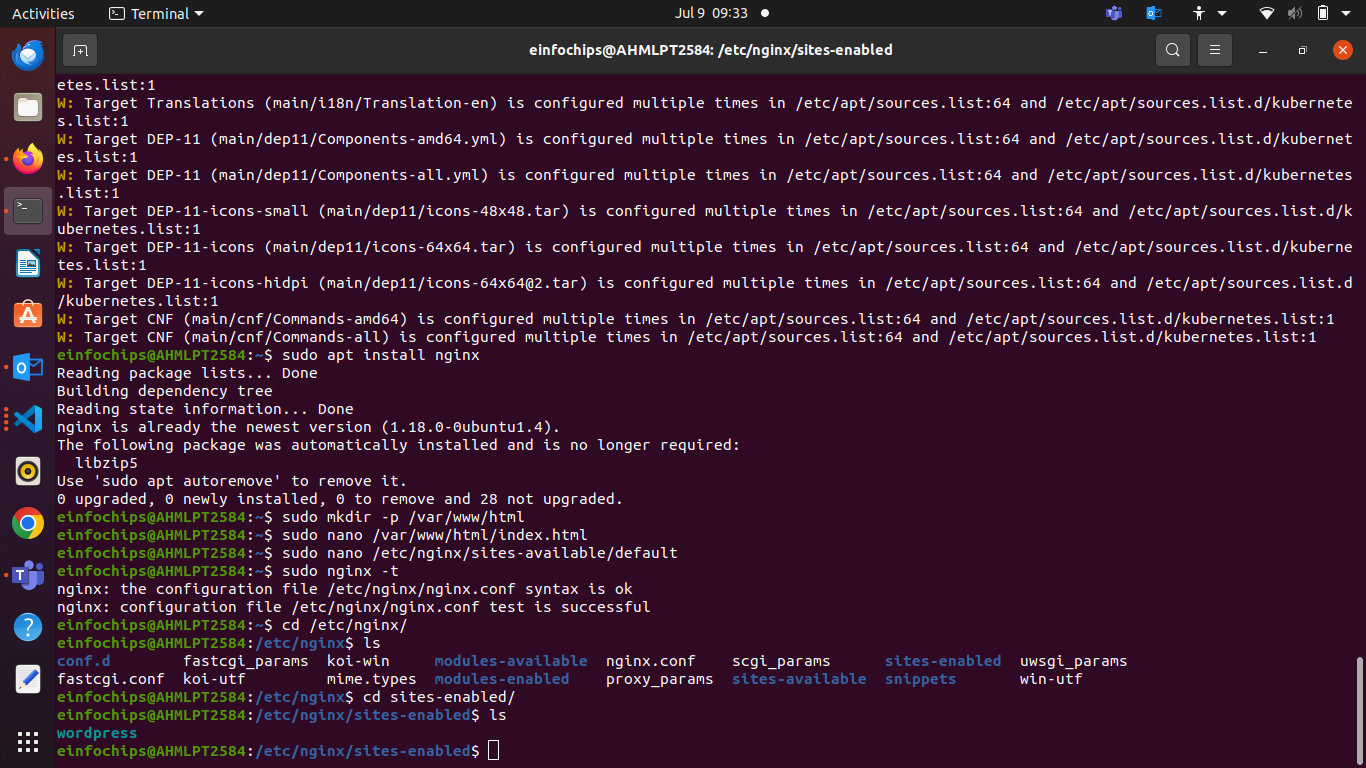 Activities
Terminal
Jul 9 09:33
einfochips@AHMLPT2584: /etc/nginx/sites-enabled
etes.list:1
W: Target Translations (main/i18n/Translation-en) is configured multiple times in /etc/apt/sources.list:64 and /etc/apt/sources.list.d/kubernete
s.list:1
W: Target DEP-11 (main/dep11/Components-amd64.yml) is configured multiple times in /etc/apt/sources.list:64 and /etc/apt/sources.list.d/kubernet
es.list:1
W: Target DEP-11 (main/dep11/Components-all.yml) is configured multiple times in /etc/apt/sources.list:64 and /etc/apt/sources.list.d/kubernetes
.list:1
W: Target DEP-11-icons-small (main/dep11/icons-48x48.tar) is configured multiple times in /etc/apt/sources.list:64 and /etc/apt/sources.list.d/k
ubernetes.list:1
W: Target DEP-11-icons (main/dep11/icons-64x64.tar) is configured multiple times in /etc/apt/sources.list:64 and /etc/apt/sources.list.d/kuberne
tes.list:1
W: Target DEP-11-icons-hidpi (main/dep11/icons-64x64@2.tar) is configured multiple times in /etc/apt/sources.list:64 and /etc/apt/sources.list.d
/kubernetes.list:1
W: Target CNF (main/cnf/Commands-amd64) is configured multiple times in /etc/apt/sources.list:64 and /etc/apt/sources.list.d/kubernetes.list:1
W: Target CNF (main/cnf/Commands-all) is configured multiple times in /etc/apt/sources.list:64 and /etc/apt/sources.list.d/kubernetes.list:1
einfochips@AHMLPT2584:~$ sudo apt install nginx
Reading package lists... Done
Building dependency tree
Reading state information... Done
nginx is already the newest version (1.18.0-0ubuntu1.4).
The following package was automatically installed and is no longer required:
  libzip5
Use 'sudo apt autoremove' to remove it.
0 upgraded, 0 newly installed, 0 to remove and 28 not upgraded.
einfochips@AHMLPT2584:~$ sudo mkdir -p /var/www/html
einfochips@AHMLPT2584:~$ sudo nano /var/www/html/index.html
einfochips@AHMLPT2584:~$ sudo nano /etc/nginx/sites-available/default
einfochips@AHMLPT2584:~$ sudo nginx -t
nginx: the configuration file /etc/nginx/nginx.conf syntax is ok
nginx: configuration file /etc/nginx/nginx.conf test is successful
einfochips@AHMLPT2584:~$ cd /etc/nginx/
einfochips@AHMLPT2584:/etc/nginx$ ls
conf.d fastcgi_params koi-win modules-available nginx.conf scgi_params sites-enabled uwsgi_params
fastcgi.conf koi-utf mime.types modules-enabled proxy_params sites-available snippets win-utf
einfochips@AHMLPT2584:/etc/nginx$ cd sites-enabled/
einfochips@AHMLPT2584:/etc/nginx/sites-enabled$ ls
wordpress
einfochips@AHMLPT2584:/etc/nginx/sites-enabled$